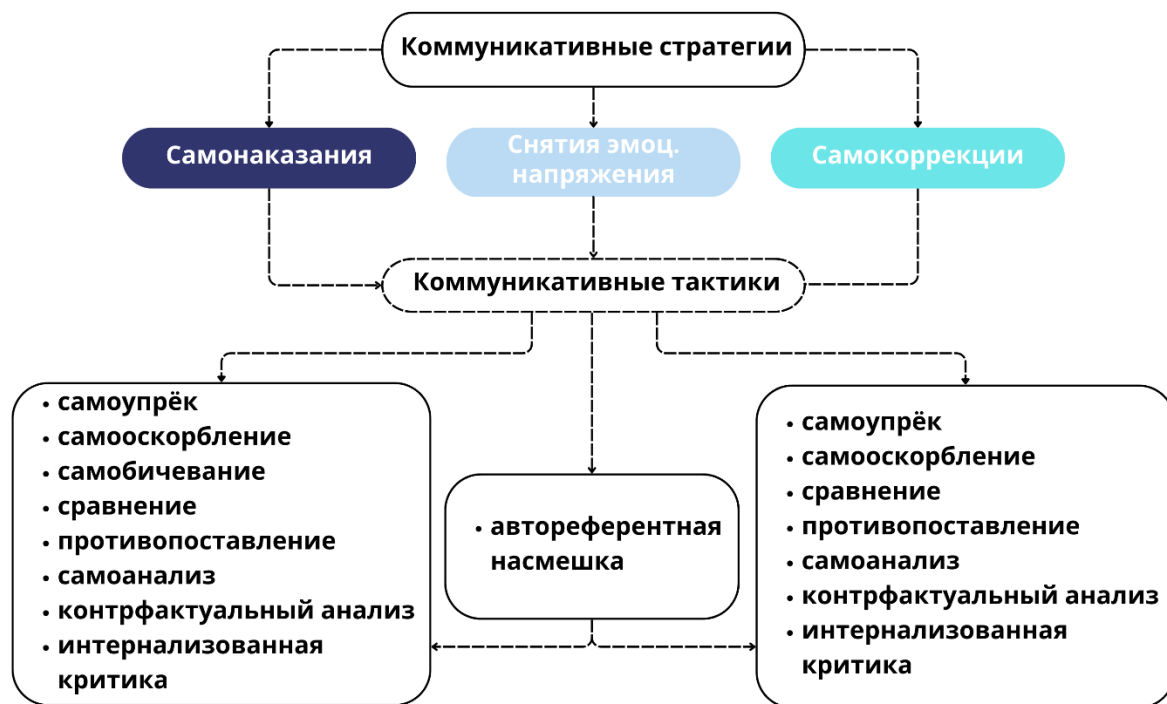 Коммуникативные стратегии
Самонаказания
Снятия эмоц.
напряжения
Самокоррекции
Коммуникативные тактики
• самоупрёк
• самооскорбление
• самобичевание
• сравнение
• противопоставление
• самоанализ
• контрфактуальный анализ
• интернализованная
критика
• автореферентная
насмешка
• самоупрёк
• самооскорбление
• сравнение
• противопоставление
• самоанализ
• контрфактуальный анализ
• интернализованная
критика